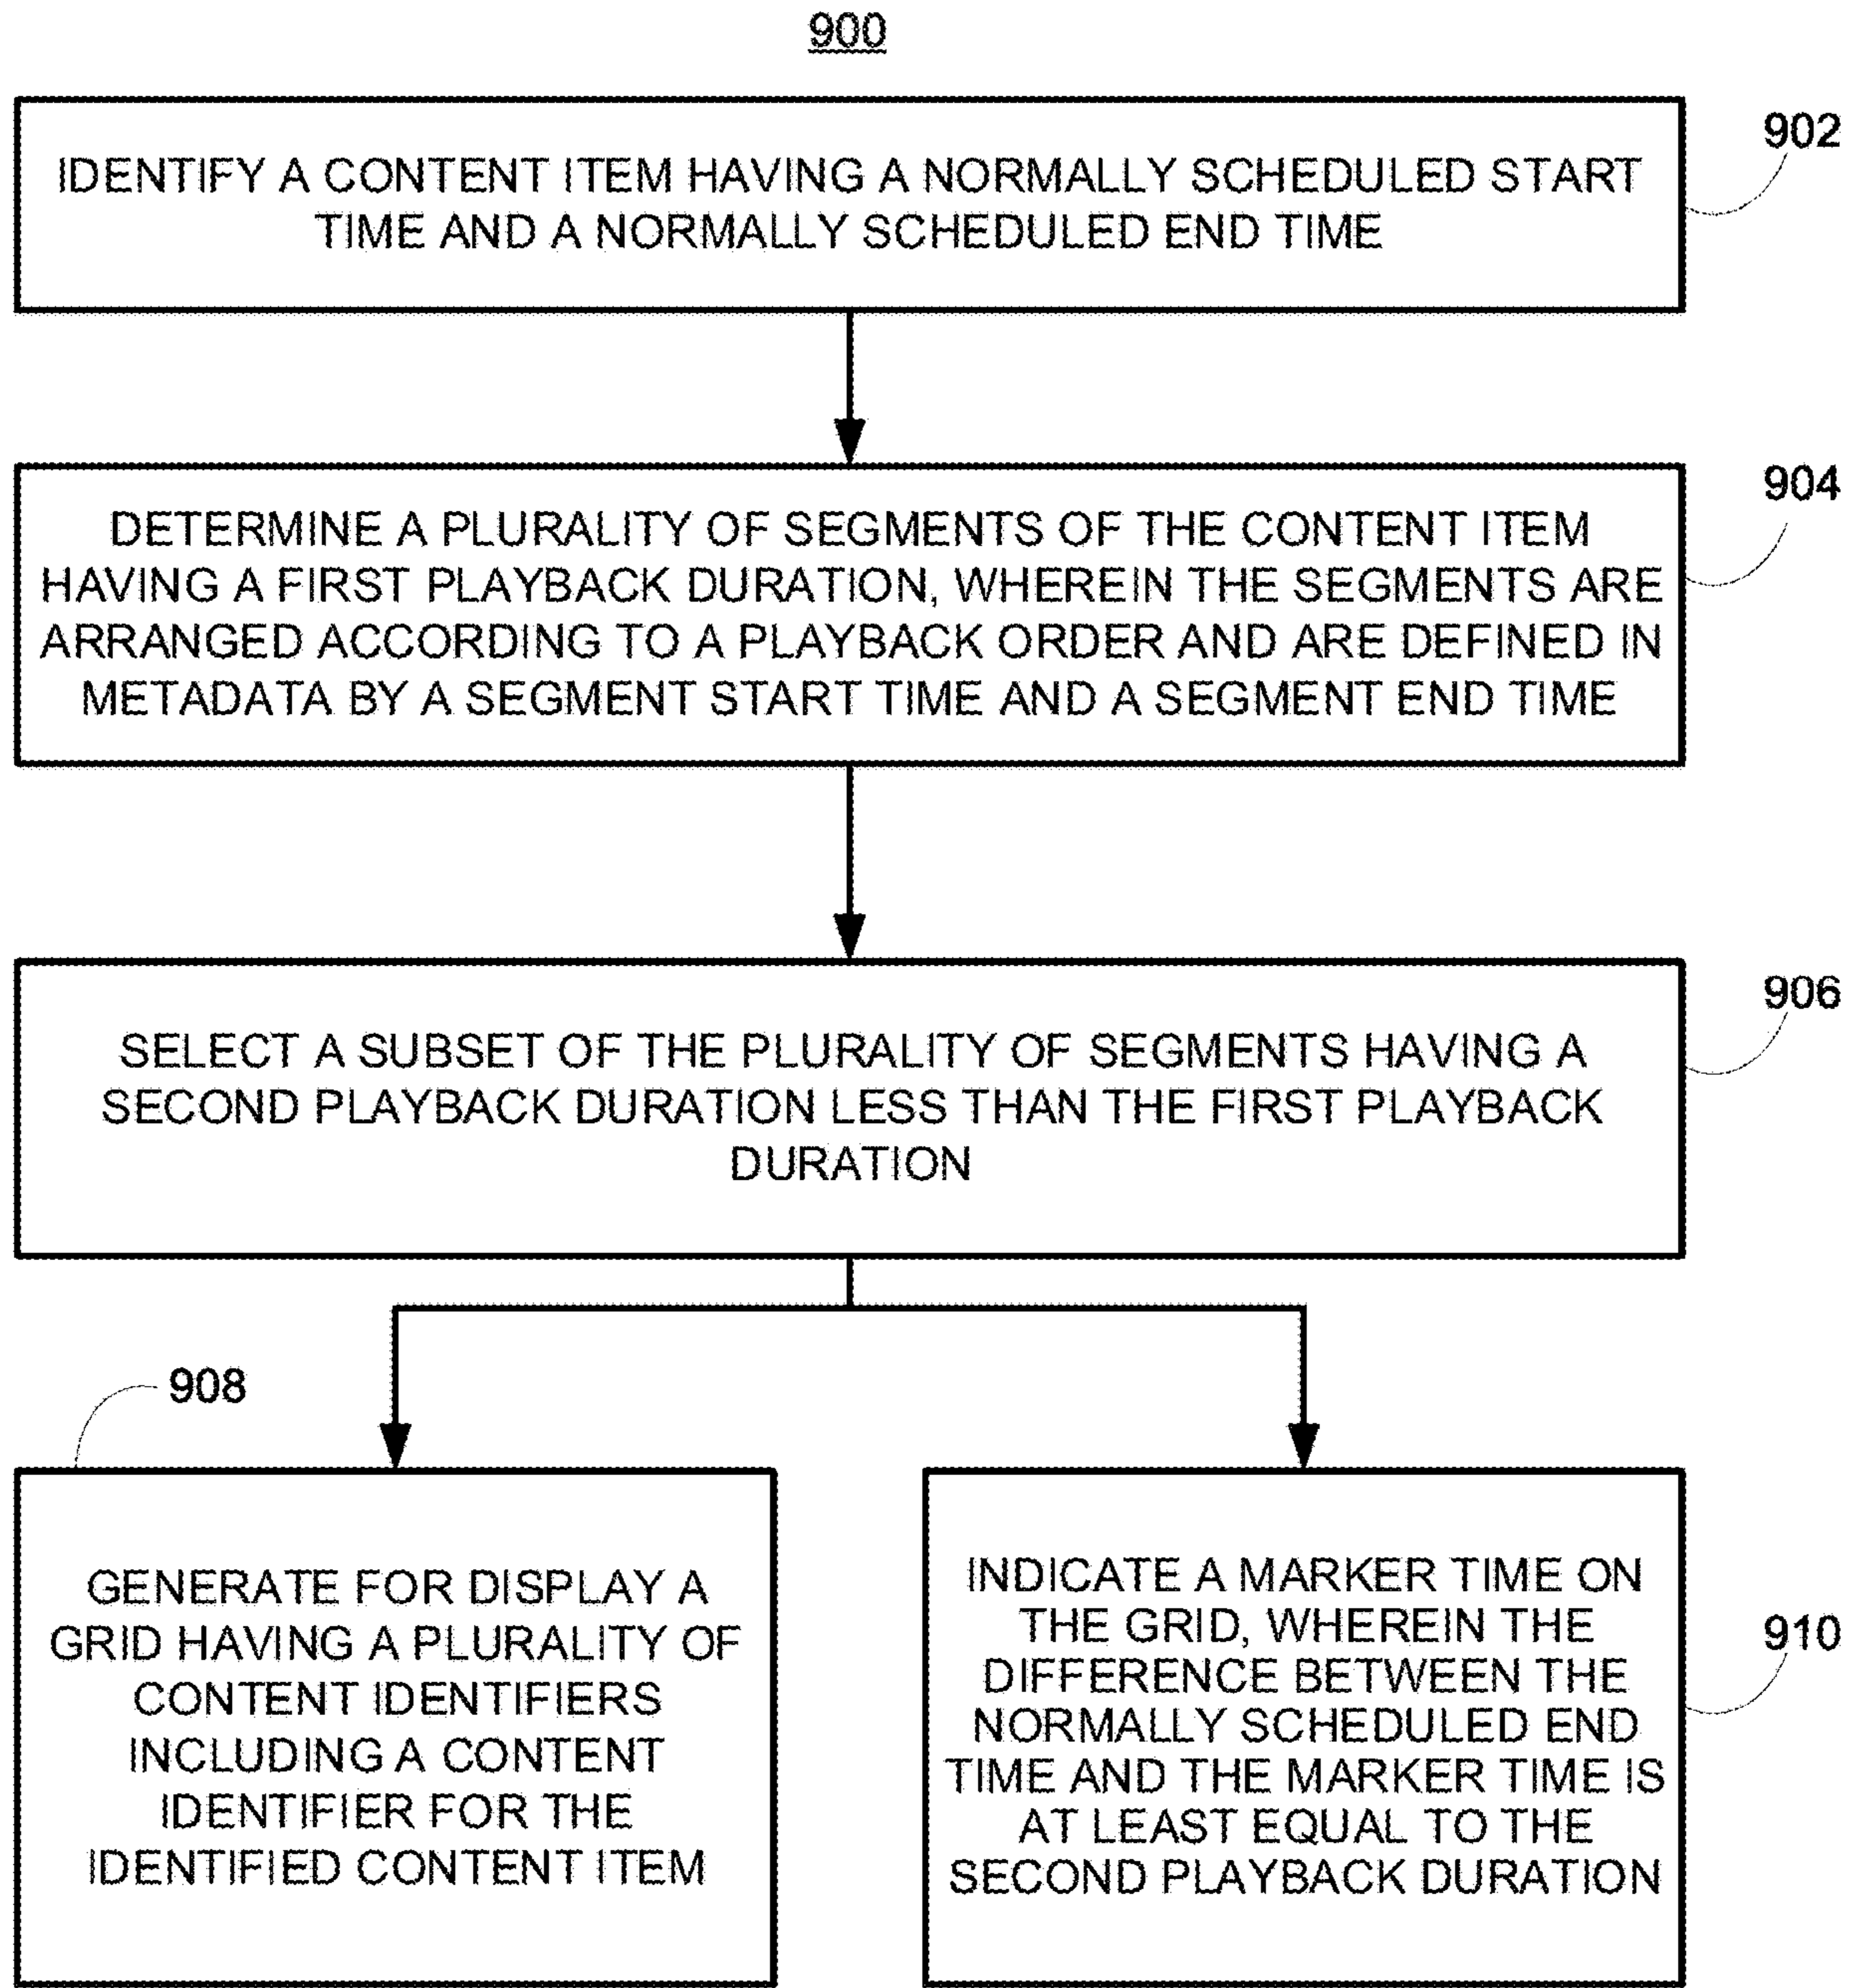 900
902
IDENTIFY A CONTENT ITEM HAVING A NORMALLY SCHEDULED START
TIME AND A NORMALLY SCHEDULED END TIME
904
DETERMINE A PLURALITY OF SEGMENTS OF THE CONTENT ITEM
HAVING A FIRST PLAYBACK DURATION, WHEREIN THE SEGMENTS ARE
ARRANGED ACCORDING TO A PLAYBACK ORDER AND ARE DEFINED IN
METADATA BY A SEGMENT START TIME AND A SEGMENT END TIME
906
SELECT A SUBSET OF THE PLURALITY OF SEGMENTS HAVING A
SECOND PLAYBACK DURATION LESS THAN THE FIRST PLAYBACK
DURATION
908
GENERATE FOR DISPLAY A
GRID HAVING A PLURALITY OF
CONTENT IDENTIFIERS
INCLUDING A CONTENT
IDENTIFIER FOR THE
IDENTIFIED CONTENT ITEM
910
INDICATE A MARKER TIME ON
THE GRID, WHEREIN THE
DIFFERENCE BETWEEN THE
NORMALLY SCHEDULED END
TIME AND THE MARKER TIME IS
AT LEAST EQUAL TO THE
SECOND PLAYBACK DURATION